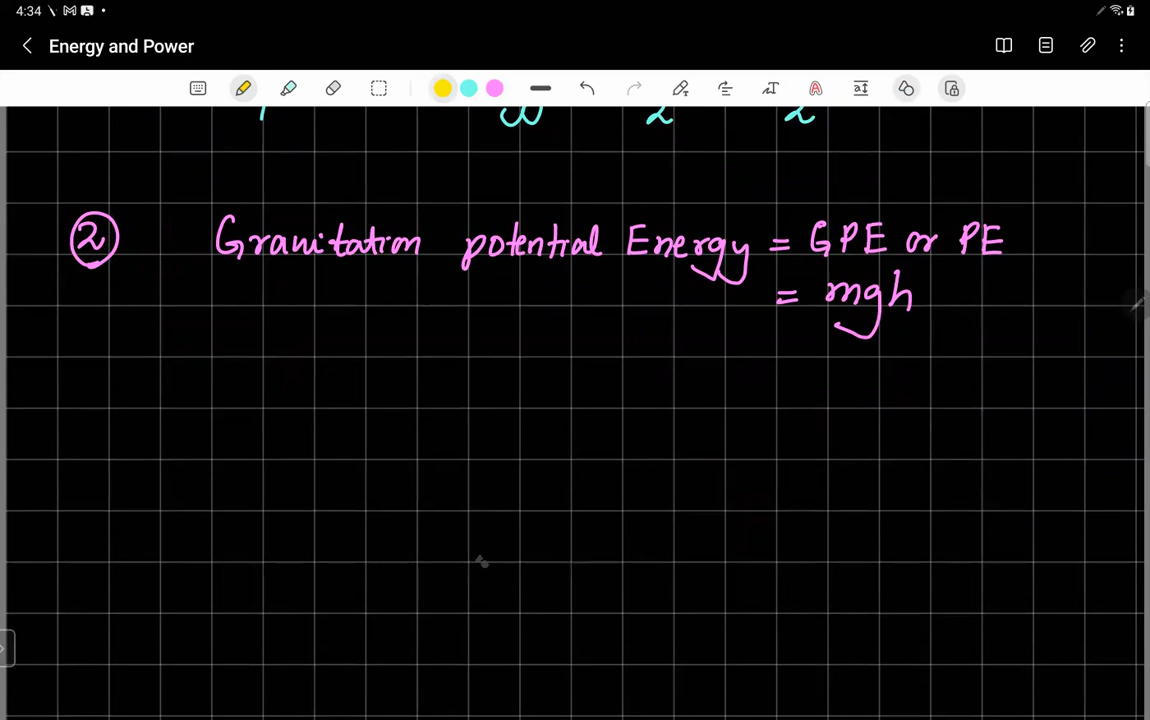 4:34
Energy and Power
② Gravitation potential Energy = GPE or PE
= mgh